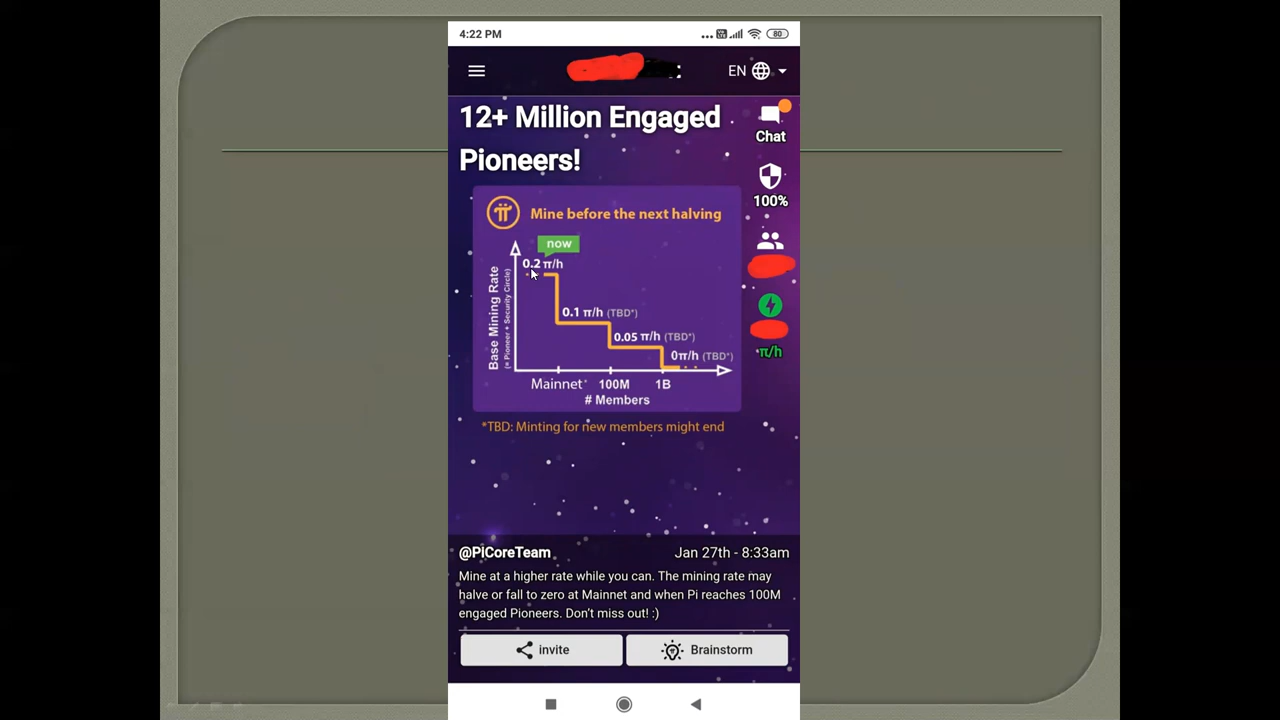 4:22 PM
80
EN
12+ Million Engaged
Pioneers!
Chat
100%
π/h
Mine before the next halving
now
0.2 π/h
0.1 π/h (TBD*)
0.05 π/h (TBD*)
0π/h (TBD*)
Base Mining Rate
(= Pioneer + Security Circle)
Mainnet* 100M 1B
# Members
*TBD: Minting for new members might end
@PiCoreTeam Jan 27th - 8:33am
Mine at a higher rate while you can. The mining rate may
halve or fall to zero at Mainnet and when Pi reaches 100M
engaged Pioneers. Don't miss out! :)
invite Brainstorm